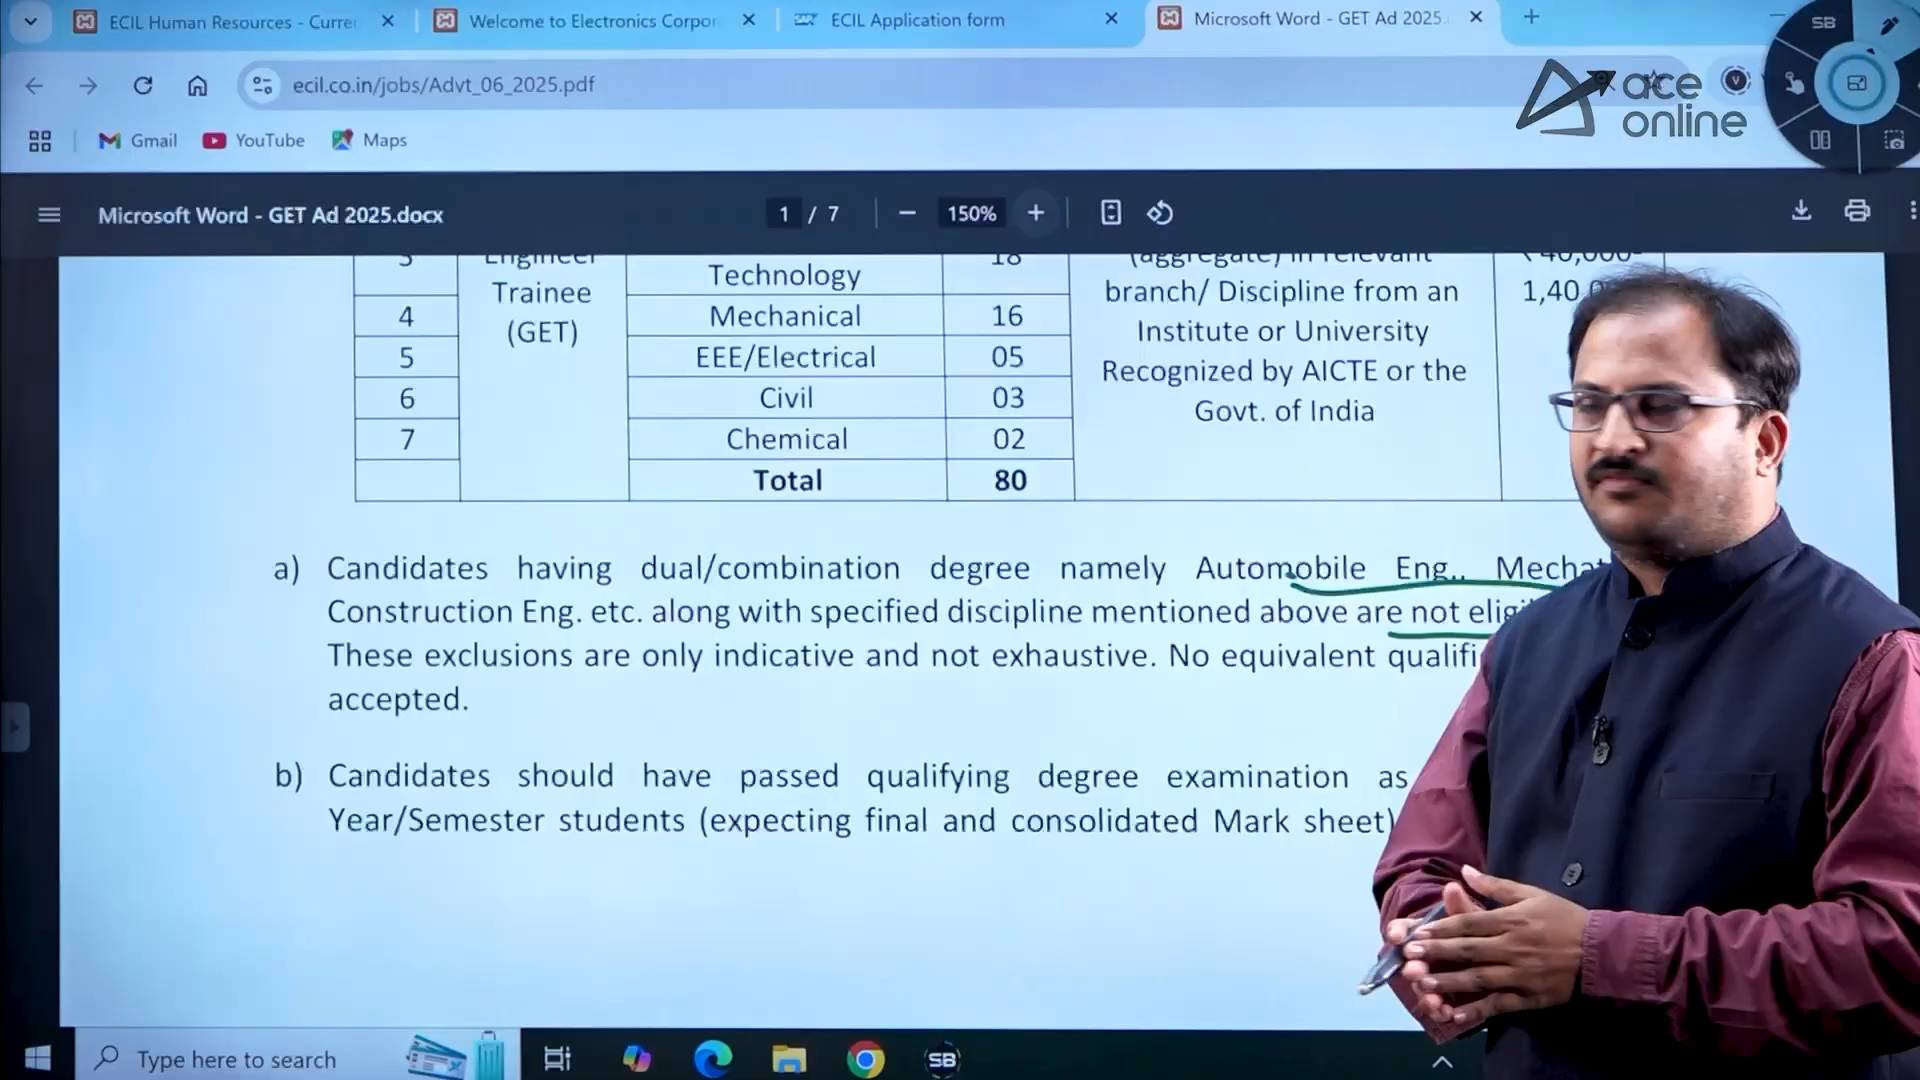 ECIL Human Resources - Currer
Welcome to Electronics Corpor
ECIL Application form
Microsoft Word - GET Ad 2025.
SB
ecil.co.in/jobs/Advt_06_2025.pdf
V
ace
online
Gmail
YouTube
Maps
Microsoft Word - GET Ad 2025.docx
1 / 7
150%
Engineer
Trainee
(GET)
Technology
18
4 Mechanical 16
5 EEE/Electrical 05
6 Civil 03
7 Chemical 02
Total 80
(aggregate) in relevant
branch/ Discipline from an
Institute or University
Recognized by AICTE or the
Govt. of India
a) Candidates having dual/combination degree namely Automobile Eng.,
Construction Eng. etc. along with specified discipline mentioned above are not
These exclusions are only indicative and not exhaustive. No equivalent
accepted.
b) Candidates should have passed qualifying degree examination as
Year/Semester students (expecting final and consolidated Mark sheet)
Type here to search
SB